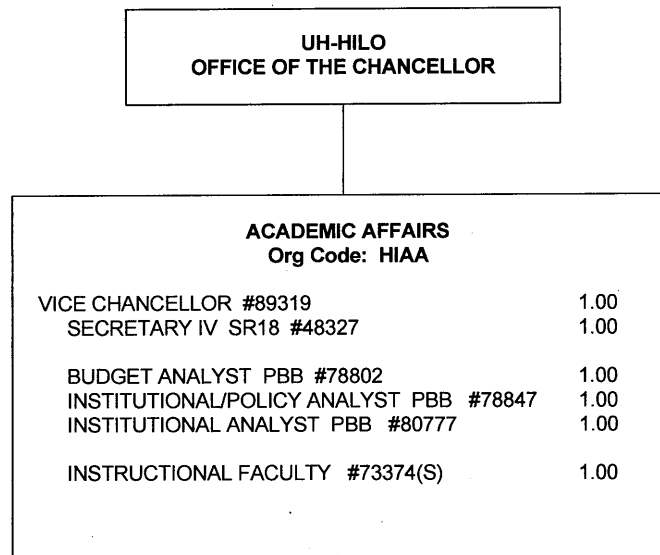 UH-HILO
OFFICE OF THE CHANCELLOR
ACADEMIC AFFAIRS
Org Code: HIAA
VICE CHANCELLOR #89319 1.00
SECRETARY IV SR18 #48327 1.00
BUDGET ANALYST PBB #78802 1.00
INSTITUTIONAL/POLICY ANALYST PBB #78847 1.00
INSTITUTIONAL ANALYST PBB #80777 1.00
INSTRUCTIONAL FACULTY #73374(S) 1.00